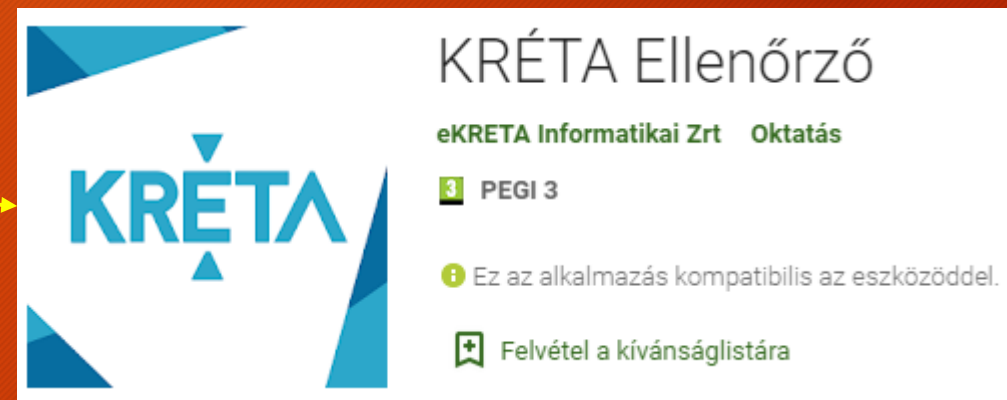 KRÉTA
KRÉTA Ellenőrző
eKRETA Informatikai Zrt Oktatás
3 PEGI 3
Ez az alkalmazás kompatibilis az eszközöddel.
Felvétel a kívánságlistára